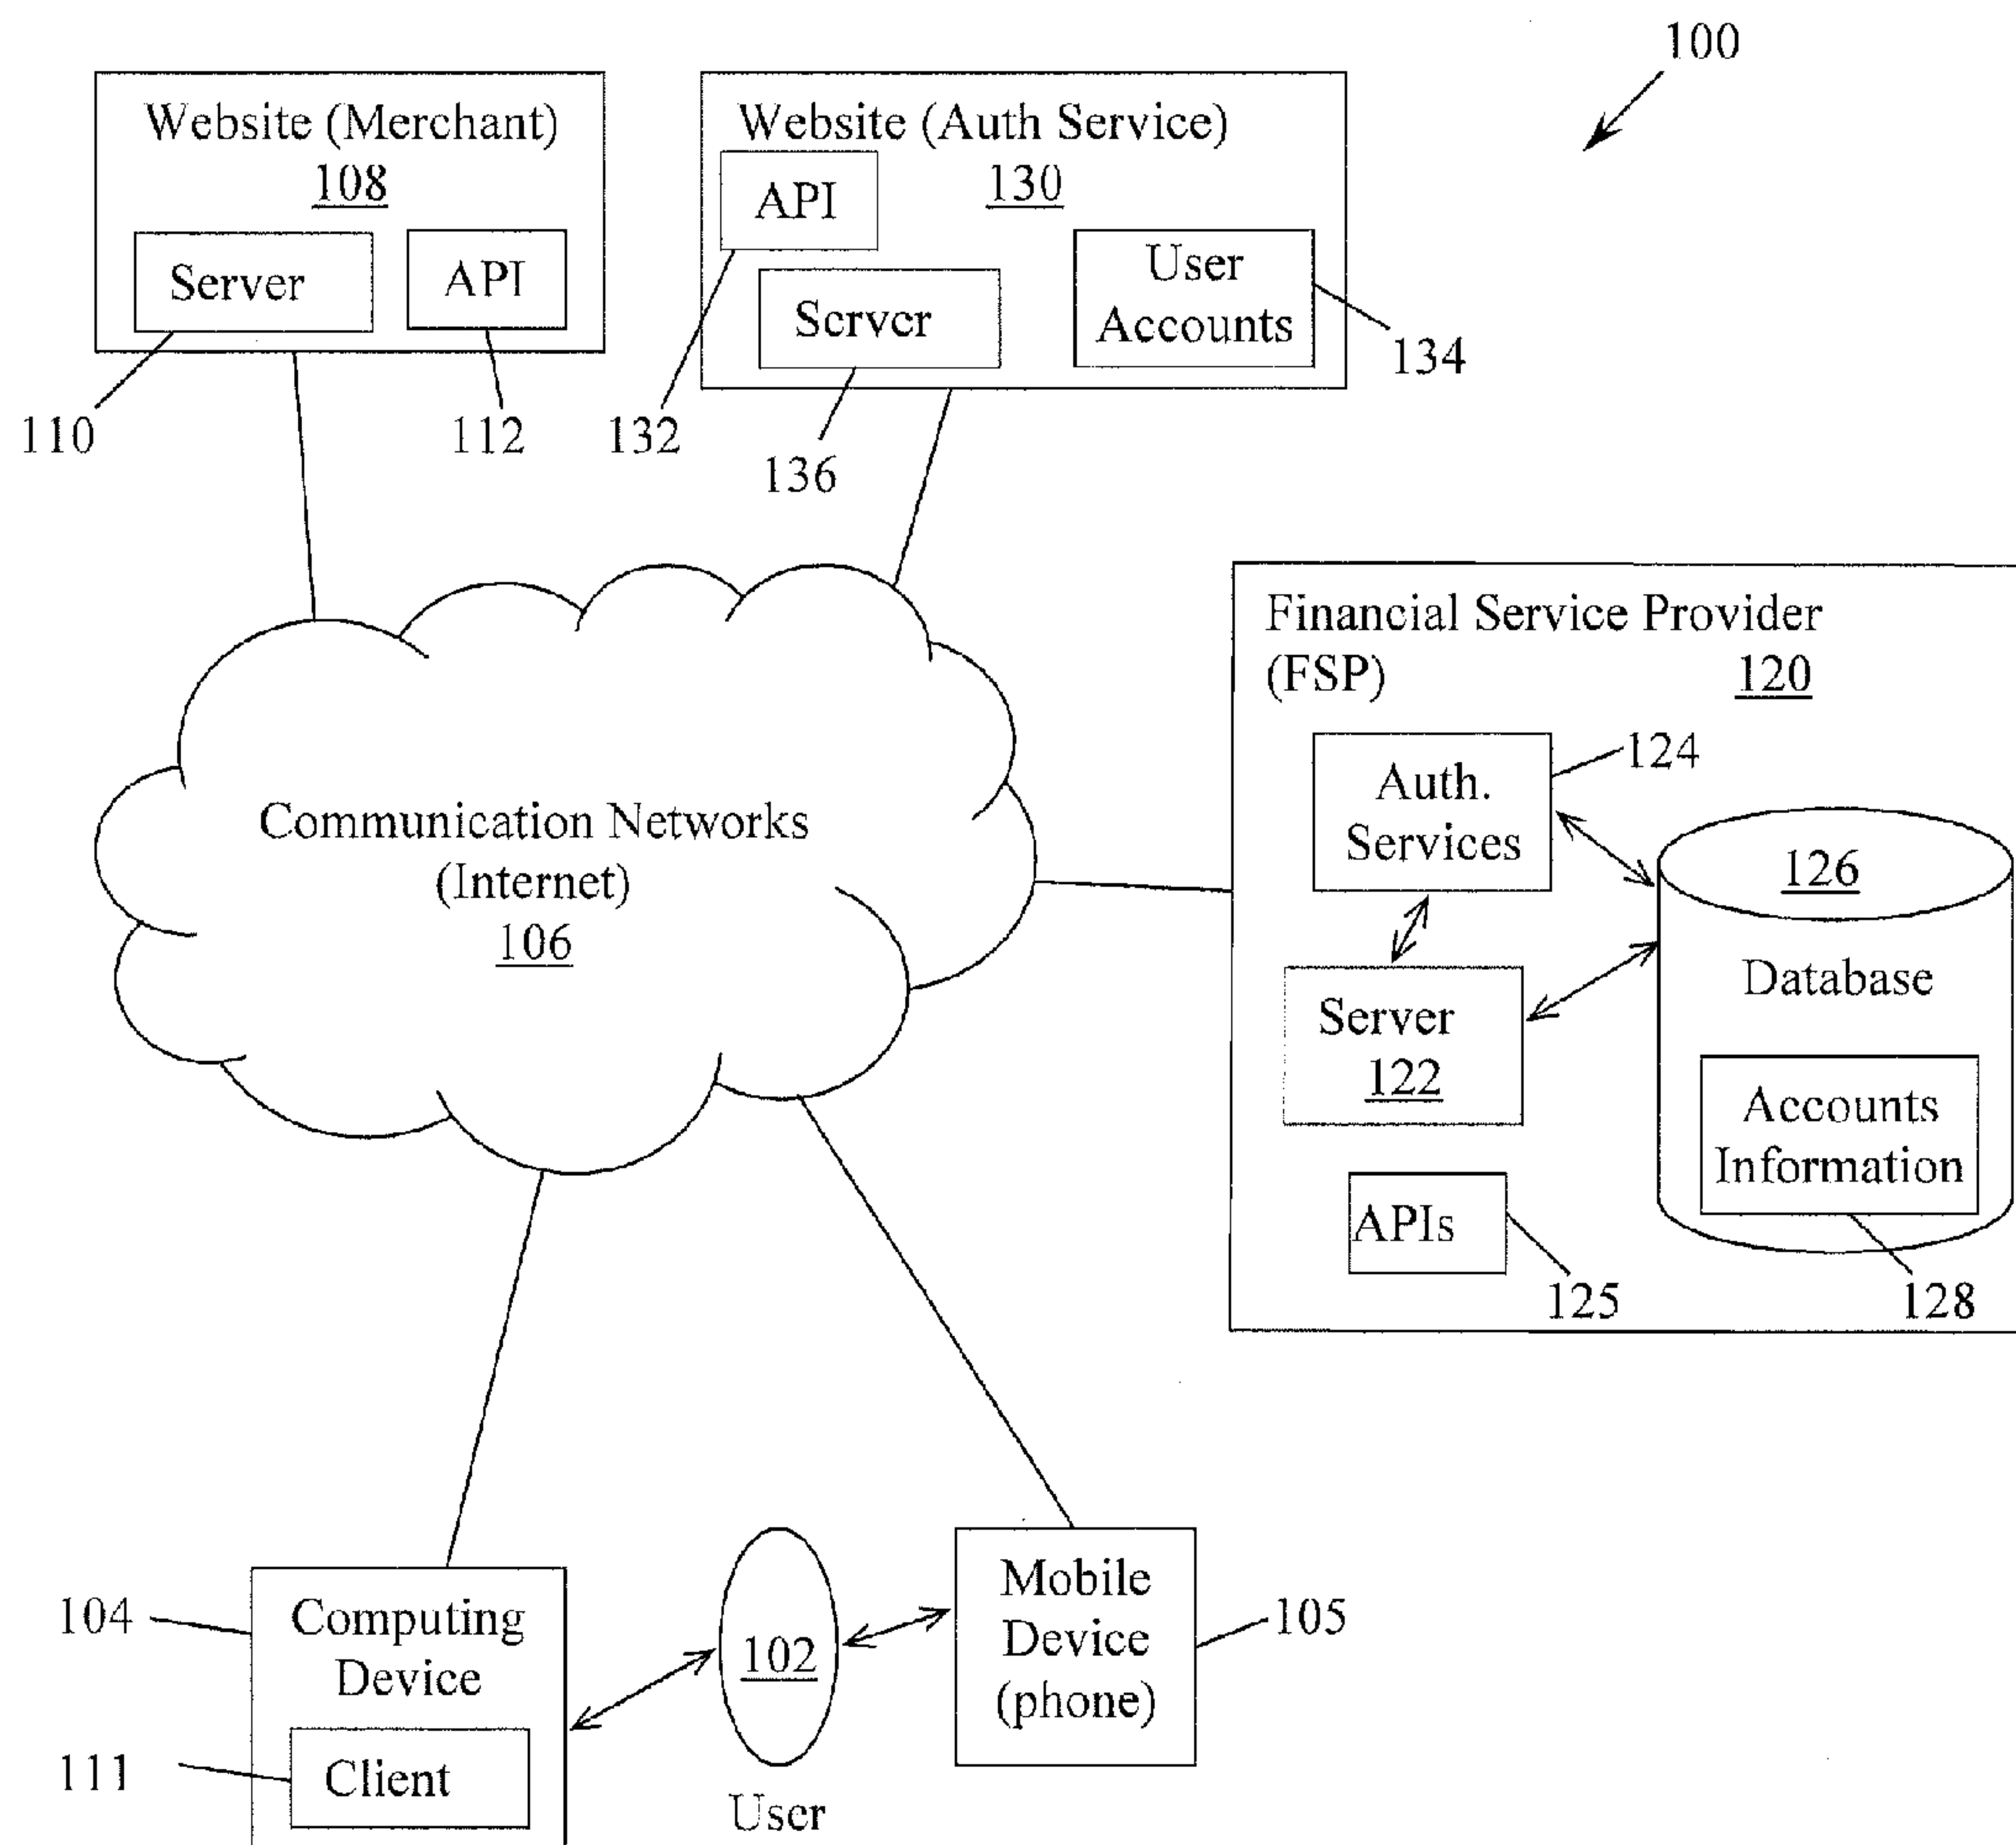 100
Website (Merchant)
108
Server
API
110
112
Website (Auth Service)
130
API
Server
User
Accounts
132
136
134
Communication Networks
(Internet)
106
Financial Service Provider
(FSP)
120
Auth.
Services
124
126
Database
Server
122
Accounts
Information
APIs
125
128
104
Computing
Device
111
Client
102
User
Mobile
Device
(phone)
105